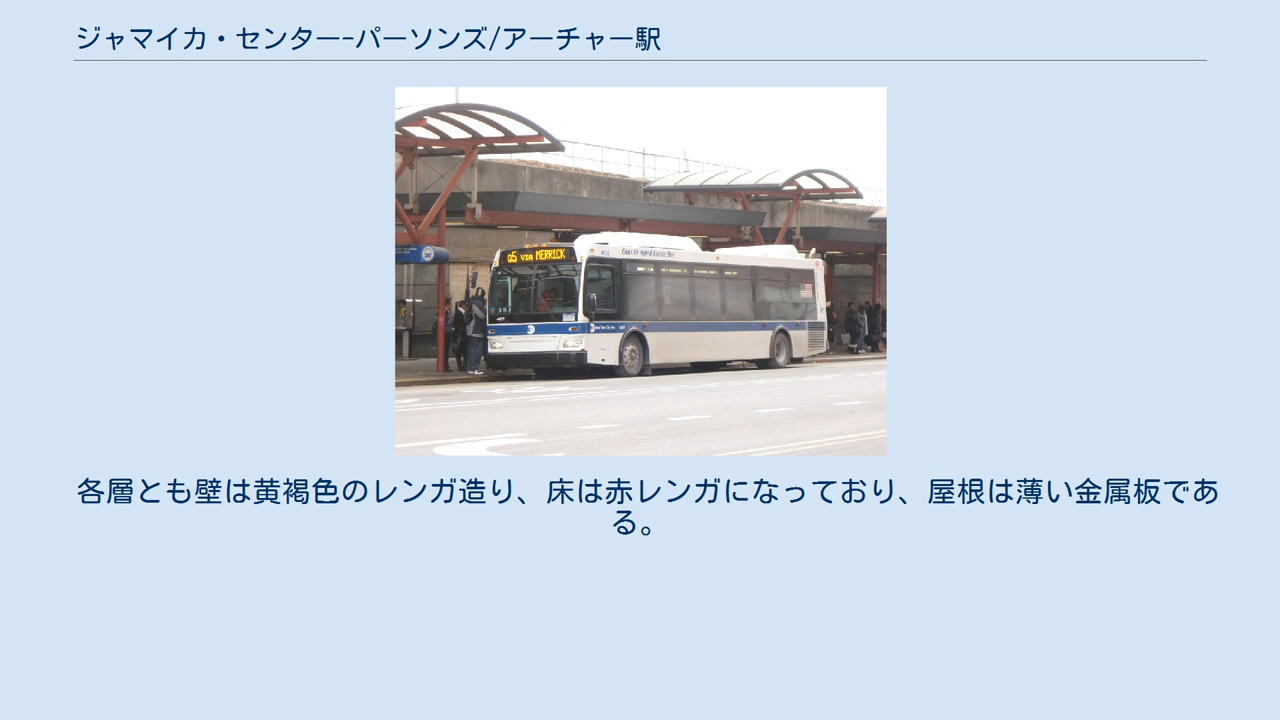 ジャマイカ・センター-パーソンズ/アーチャー駅
Q5 VIA MERRICK
各層とも壁は黄褐色のレンガ造り、床は赤レンガになっており、屋根は薄い金属板であ
る。